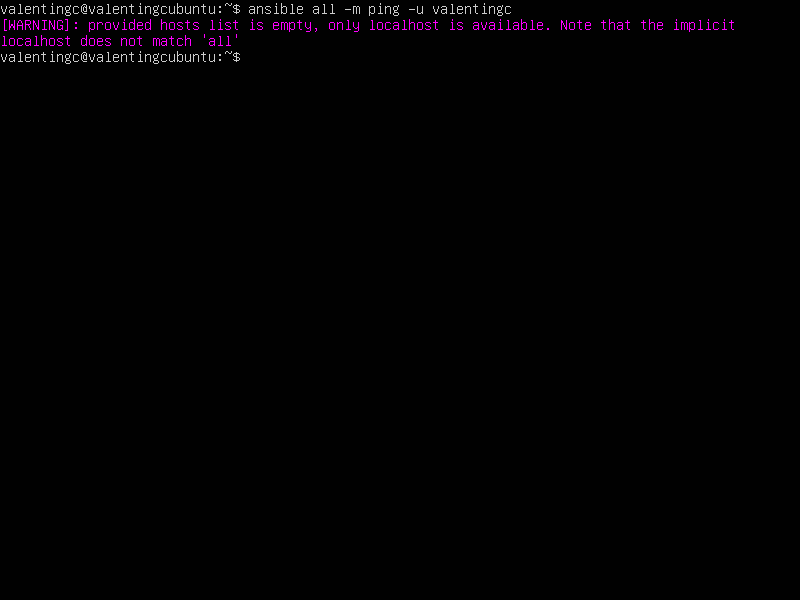 valentingc@valentingcubuntu:~$ ansible all -m ping -u valentingc
[WARNING]: provided hosts list is empty, only localhost is available. Note that the implicit
localhost does not match 'all'
valentingc@valentingcubuntu:~$